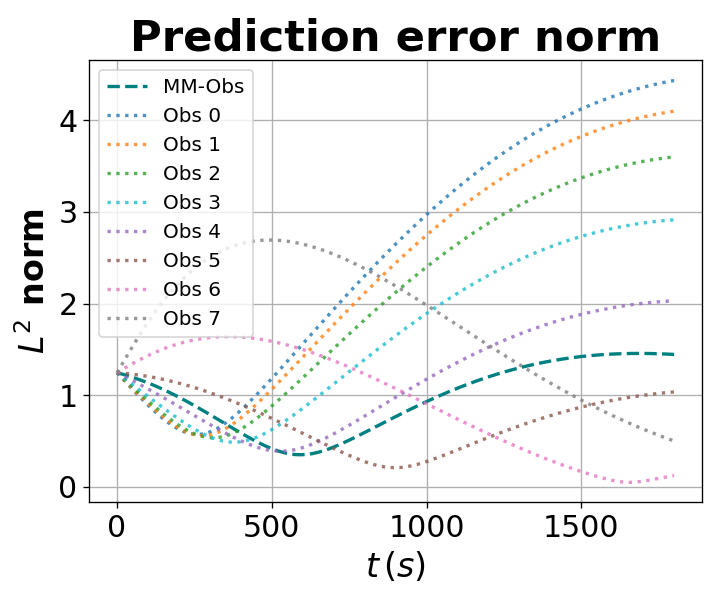 Prediction error norm
L² norm
4
3
2
1
0
MM-Obs
Obs 0
Obs 1
Obs 2
Obs 3
Obs 4
Obs 5
Obs 6
Obs 7
0 500 1000 1500
t (s)